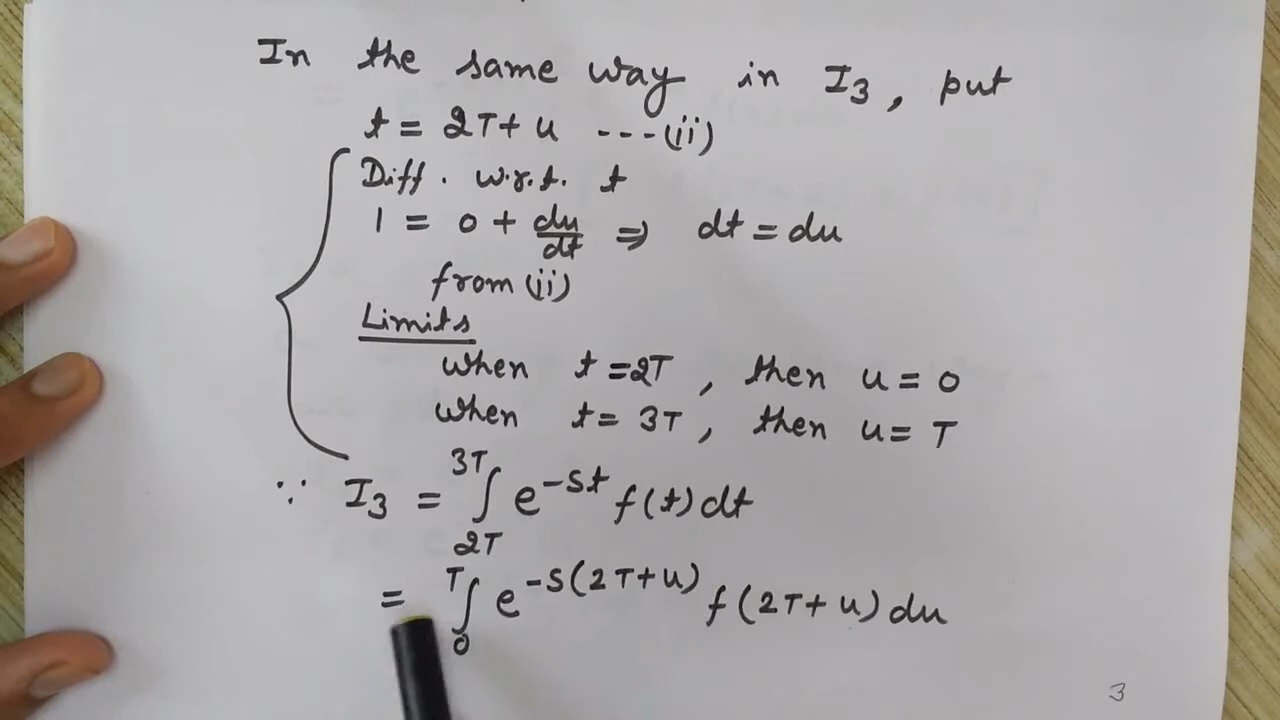 In the same way in I₃, put
t = 2T + u ---(ii)
Diff. w.r.t. t
1 = 0 + du/dt ⇒ dt = du
from (ii)
Limits
when t = 2T, then u = 0
when t = 3T, then u = T
∵ I₃ = ∫_{2T}^{3T} e^{-st} f(t) dt
= ∫_0^T e^{-s(2T+u)} f(2T+u) du
3